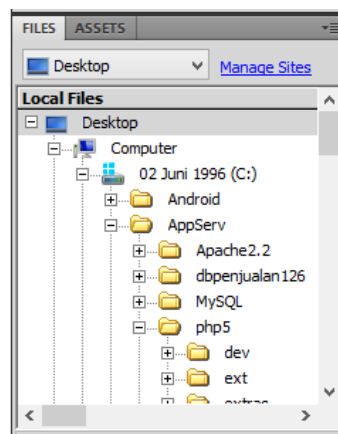 FILES ASSETS
Desktop Manage Sites
Local Files
Desktop
Computer
02 Juni 1996 (C:)
Android
AppServ
Apache2.2
dbpenjualan126
MySQL
php5
dev
ext